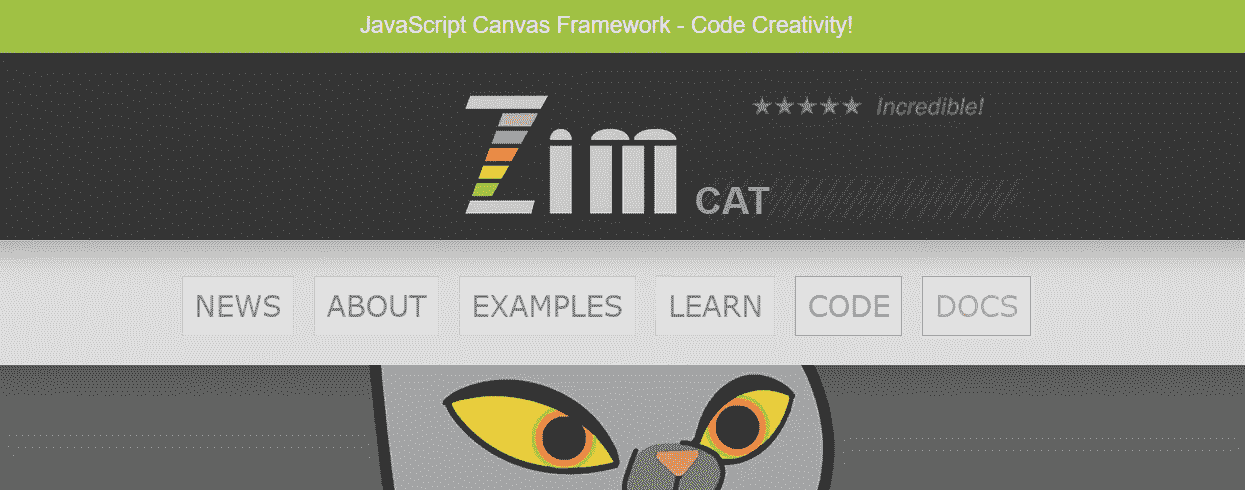 JavaScript Canvas Framework - Code Creativity!
★★★★★ Incredible!
Zim CAT
NEWS ABOUT EXAMPLES LEARN CODE DOCS